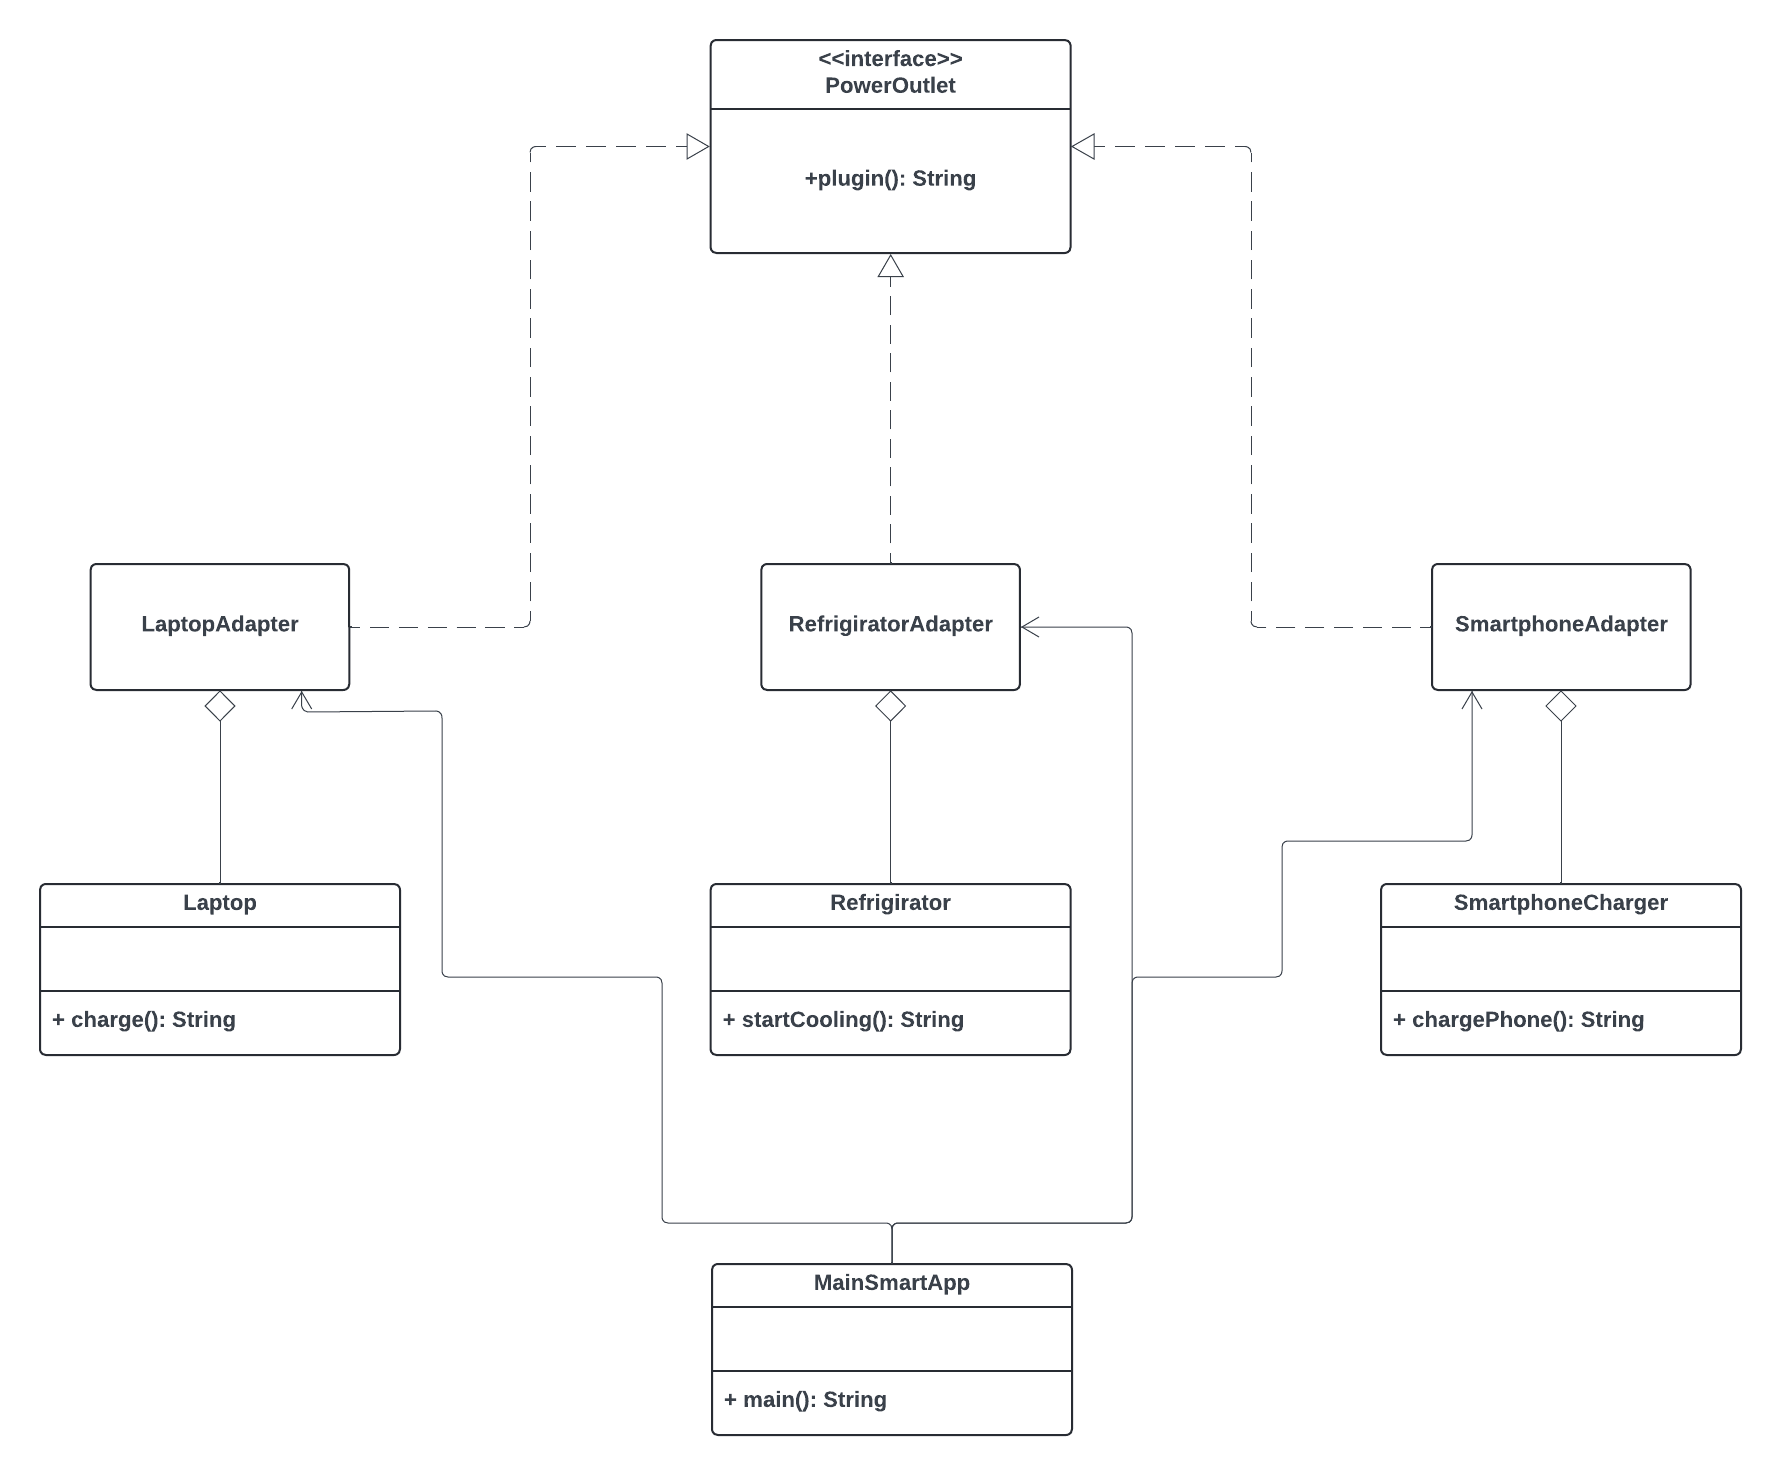 <<interface>>
PowerOutlet
+plugin(): String
LaptopAdapter
RefrigiratorAdapter
SmartphoneAdapter
Laptop
+ charge(): String
Refrigirator
+ startCooling(): String
SmartphoneCharger
+ chargePhone(): String
MainSmartApp
+ main(): String